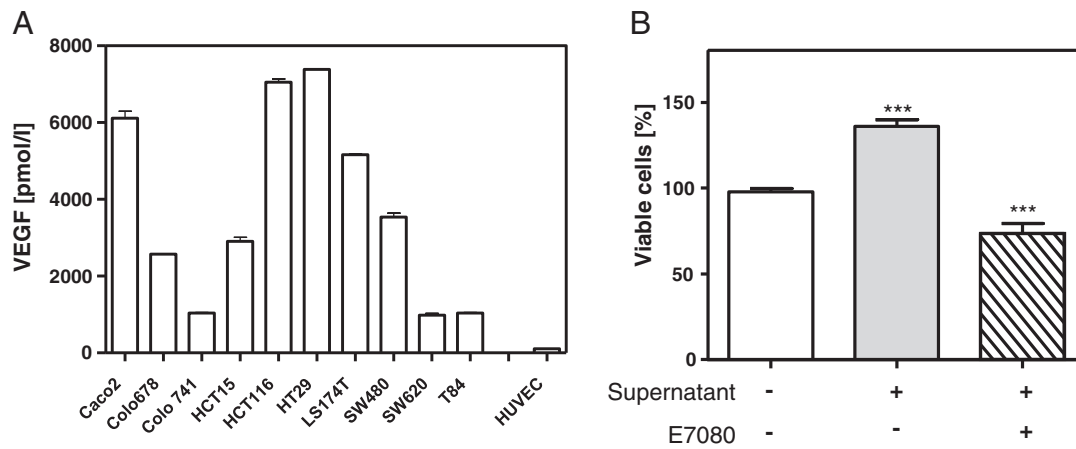 A
8000
6000
4000
2000
0
VEGF [pmol/l]
Caco2
Colo678
Colo 741
HCT15
HCT116
HT29
LS174T
SW480
SW620
T84
HUVEC
B
150
100
50
0
Viable cells [%]
***
***
Supernatant - + +
E7080 - - +